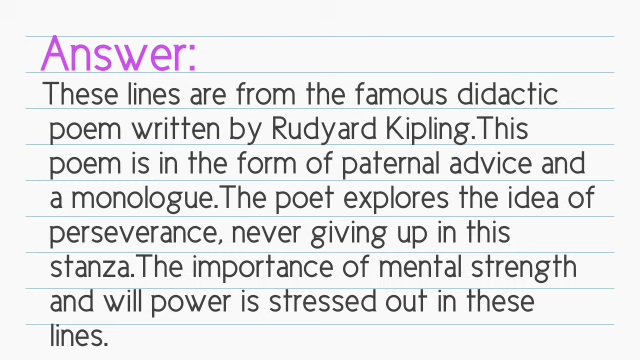 Answer:
These lines are from the famous didactic
poem written by Rudyard Kipling.This
poem is in the form of paternal advice and
a monologue.The poet explores the idea of
perseverance, never giving up in this
stanza.The importance of mental strength
and will power is stressed out in these
lines.